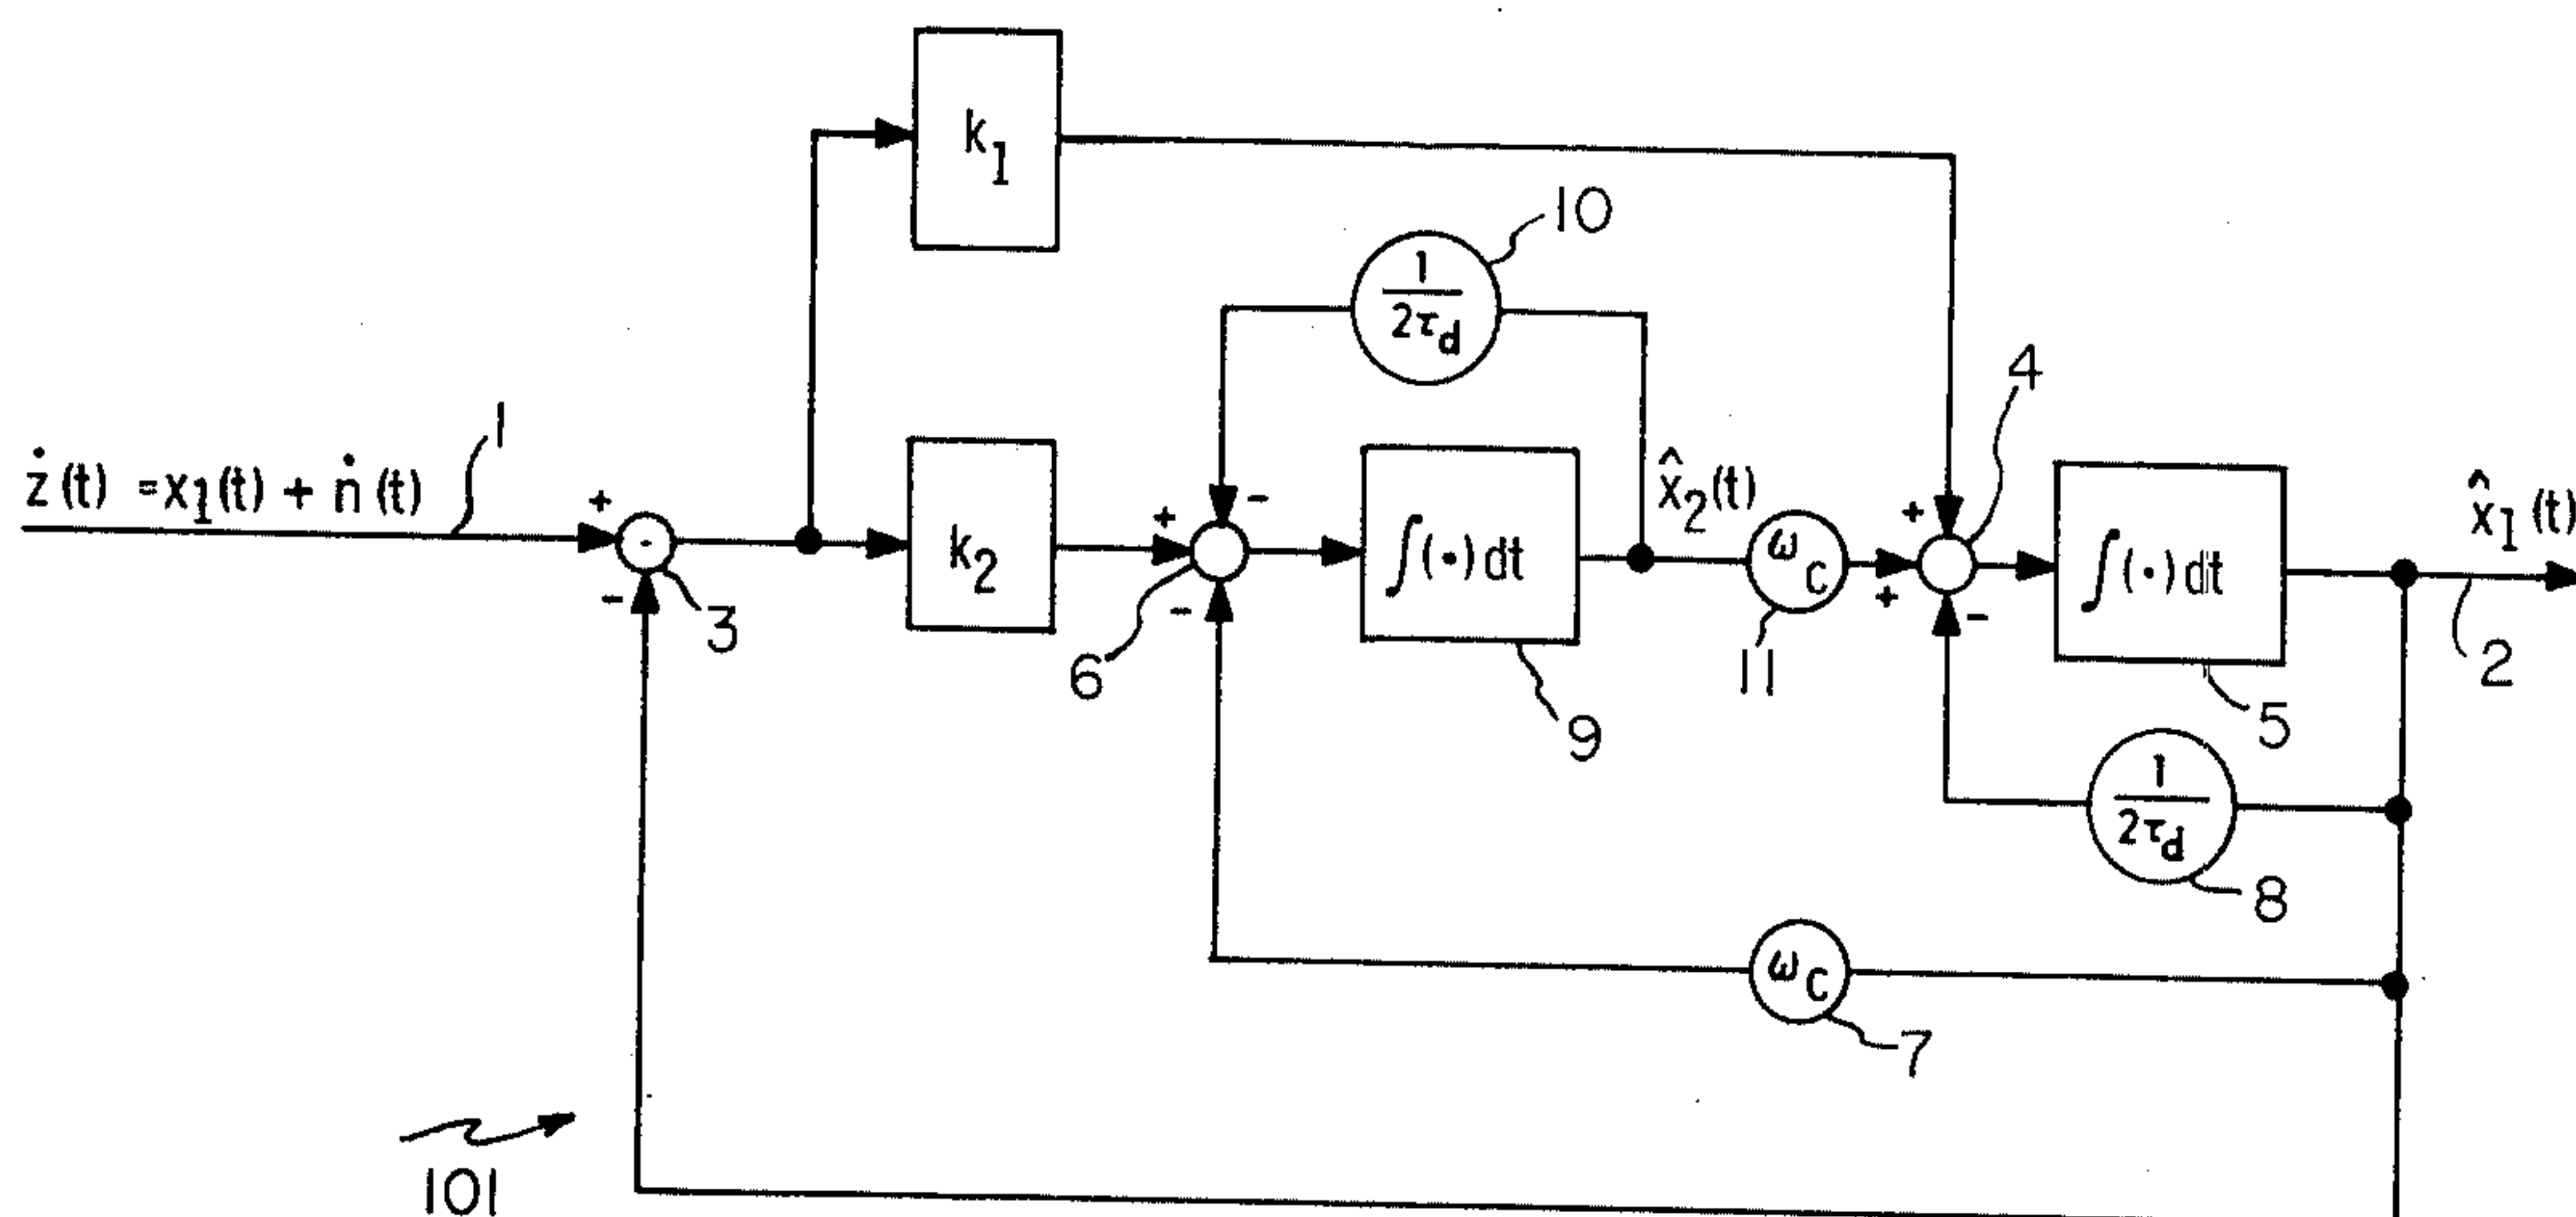 k₁
10
1
2τd
4
1
ż(t) = x₁(t) + ṅ(t)
+
-
-
3
k₂
+
-
-
6
∫(·) dt
9
x̂₂(t)
ωc
11
+
+
-
∫(·) dt
5
x̂₁(t)
2
1
2τd
8
ωc
7
101